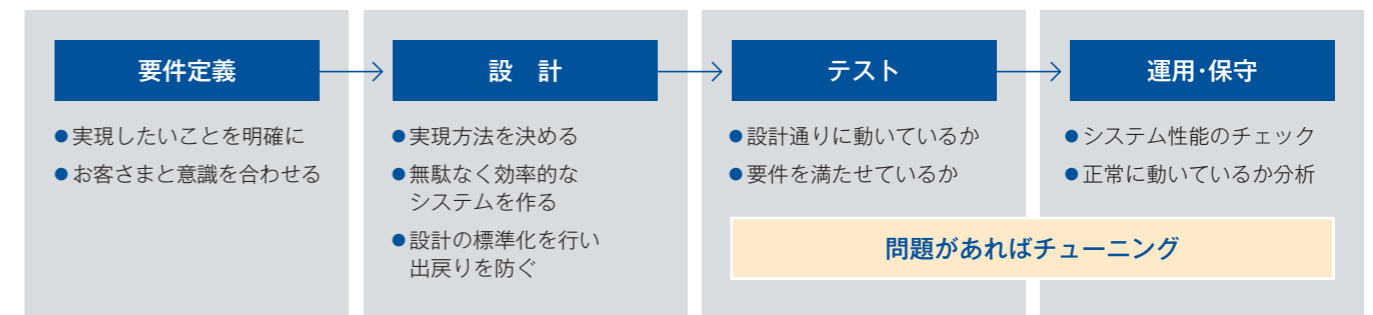 要件定義
●実現したいことを明確に
●お客さまと意識を合わせる
設　計
●実現方法を決める
●無駄なく効率的な
システムを作る
●設計の標準化を行い
出戻りを防ぐ
テスト
●設計通りに動いているか
●要件を満たせているか
運用･保守
●システム性能のチェック
●正常に動いているか分析
問題があればチューニング